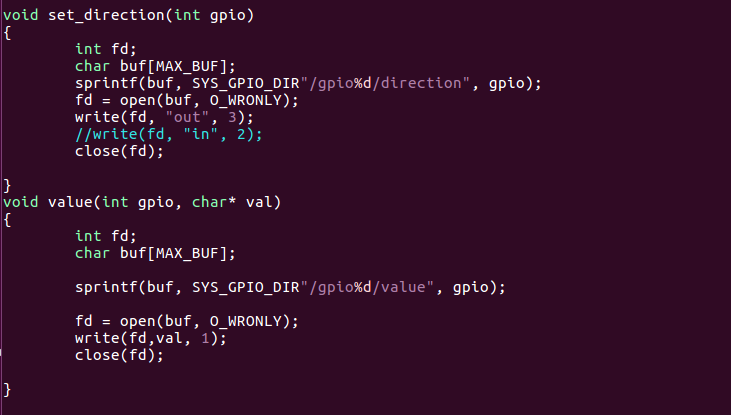 void set_direction(int gpio)
{
        int fd;
        char buf[MAX_BUF];
        sprintf(buf, SYS_GPIO_DIR"/gpio%d/direction", gpio);
        fd = open(buf, O_WRONLY);
        write(fd, "out", 3);
        //write(fd, "in", 2);
        close(fd);

}
void value(int gpio, char* val)
{
        int fd;
        char buf[MAX_BUF];

        sprintf(buf, SYS_GPIO_DIR"/gpio%d/value", gpio);

        fd = open(buf, O_WRONLY);
        write(fd,val, 1);
        close(fd);

}